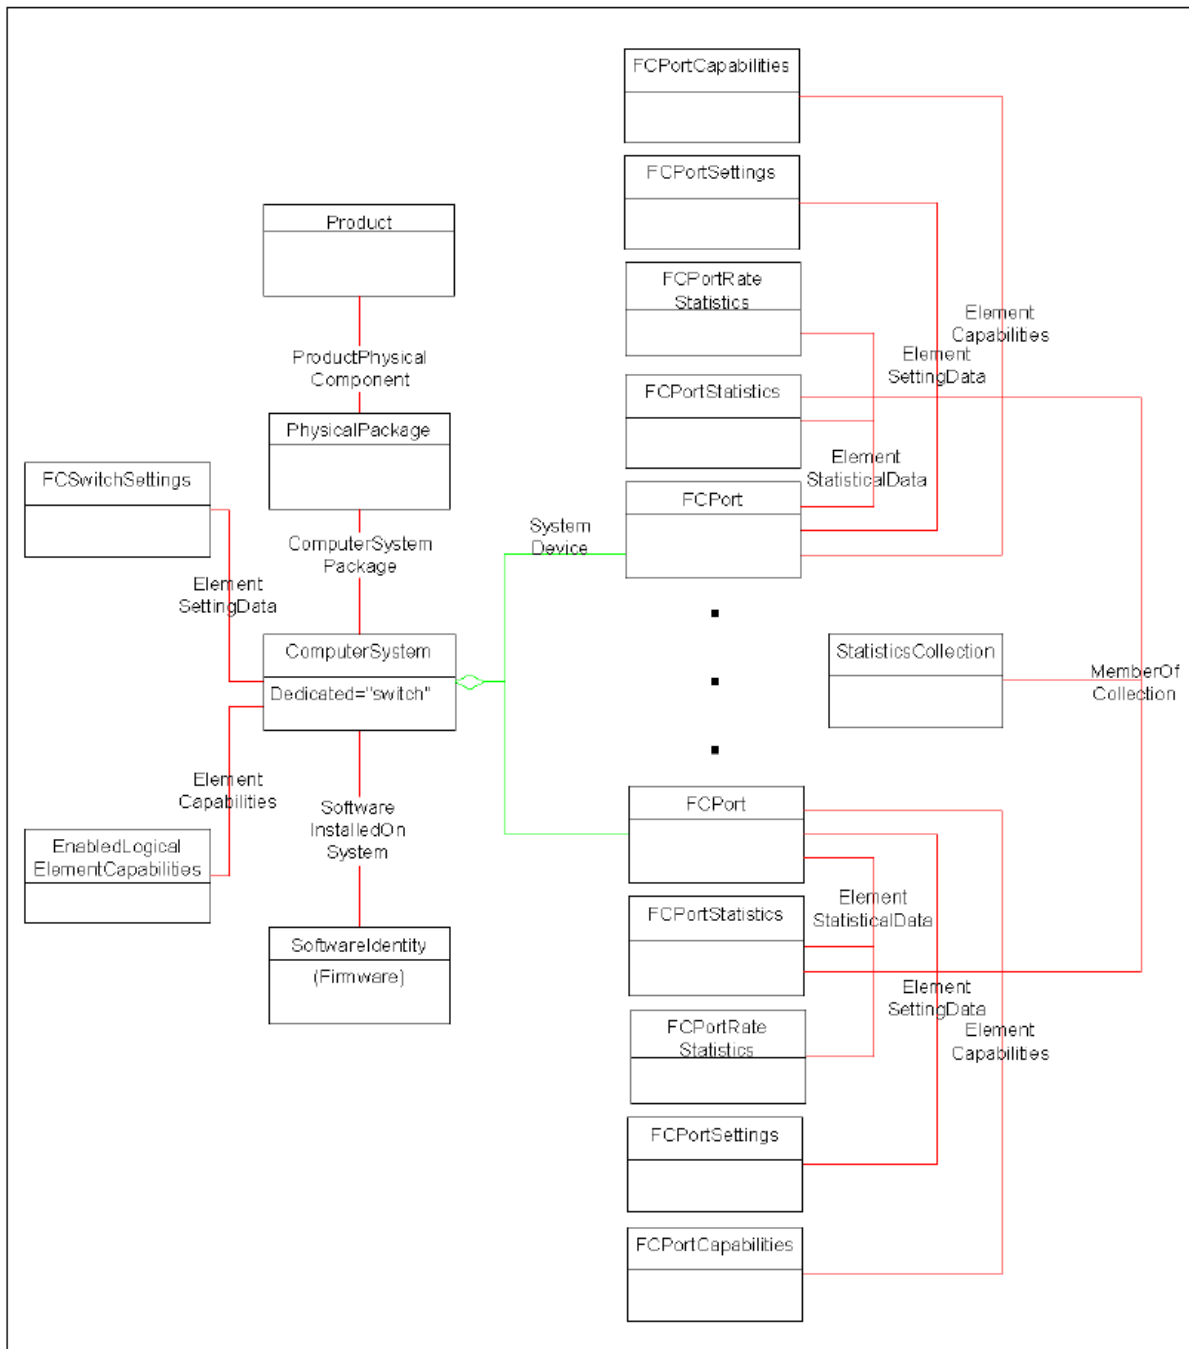 FCPortCapabilities
FCPortSettings
Product
FCPortRate
Statistics
Element
Capabilities
Element
SettingData
ProductPhysical
Component
FCPortStatistics
PhysicalPackage
Element
StatisticalData
FCSwitchSettings
FCPort
System
Device
ComputerSystem
Package
Element
SettingData
ComputerSystem
Dedicated="switch"
StatisticsCollection
MemberOf
Collection
Element
Capabilities
Software
InstalledOn
System
FCPort
EnabledLogical
ElementCapabilities
Element
StatisticalData
FCPortStatistics
SoftwareIdentity
(Firmware)
Element
SettingData
FCPortRate
Statistics
Element
Capabilities
FCPortSettings
FCPortCapabilities